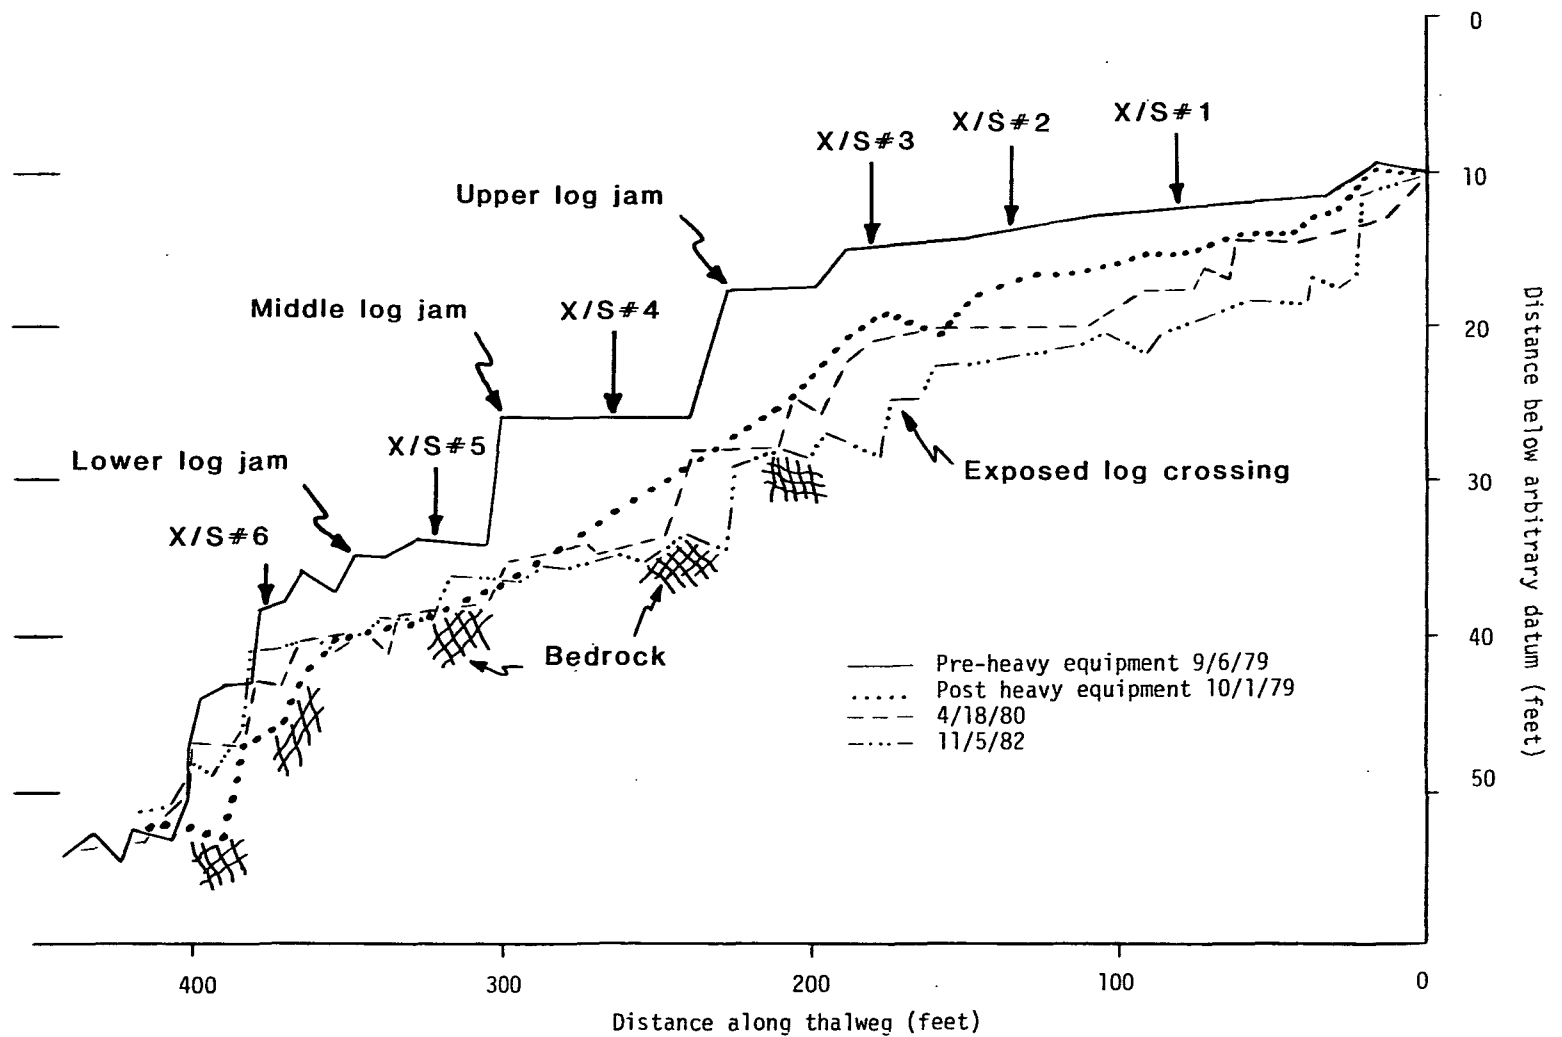 0
X/S#1
X/S#2
X/S#3
10
Upper log jam
Middle log jam
X/S#4
20
X/S#5
Lower log jam
Exposed log crossing
30
X/S#6
Bedrock
40
Pre-heavy equipment 9/6/79
Post heavy equipment 10/1/79
4/18/80
11/5/82
50
Distance below arbitrary datum (feet)
400
300
200
100
0
Distance along thalweg (feet)